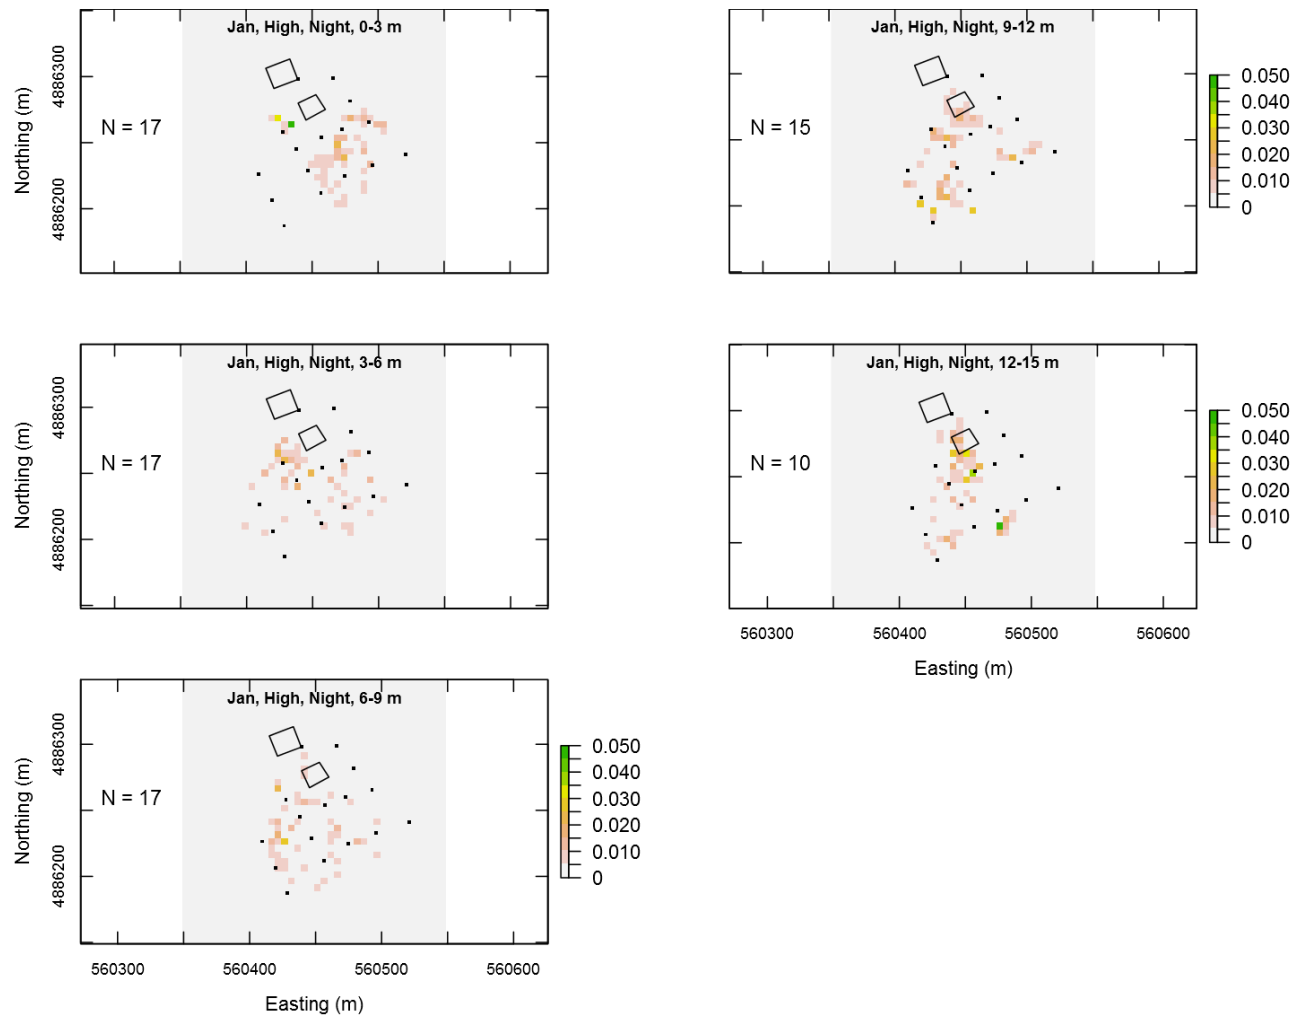 Jan, High, Night, 0-3 m
Northing (m)
4886300
4886200
N = 17
Jan, High, Night, 9-12 m
N = 15
0.050
0.040
0.030
0.020
0.010
0
Jan, High, Night, 3-6 m
Northing (m)
4886300
4886200
N = 17
Jan, High, Night, 12-15 m
N = 10
0.050
0.040
0.030
0.020
0.010
0
560300 560400 560500 560600
Easting (m)
Jan, High, Night, 6-9 m
Northing (m)
4886300
4886200
N = 17
0.050
0.040
0.030
0.020
0.010
0
560300 560400 560500 560600
Easting (m)